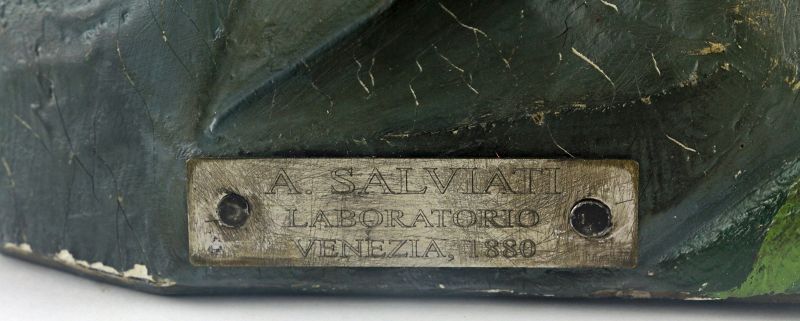 A. SALVIATI
LABORATORIO
VENEZIA, 1880